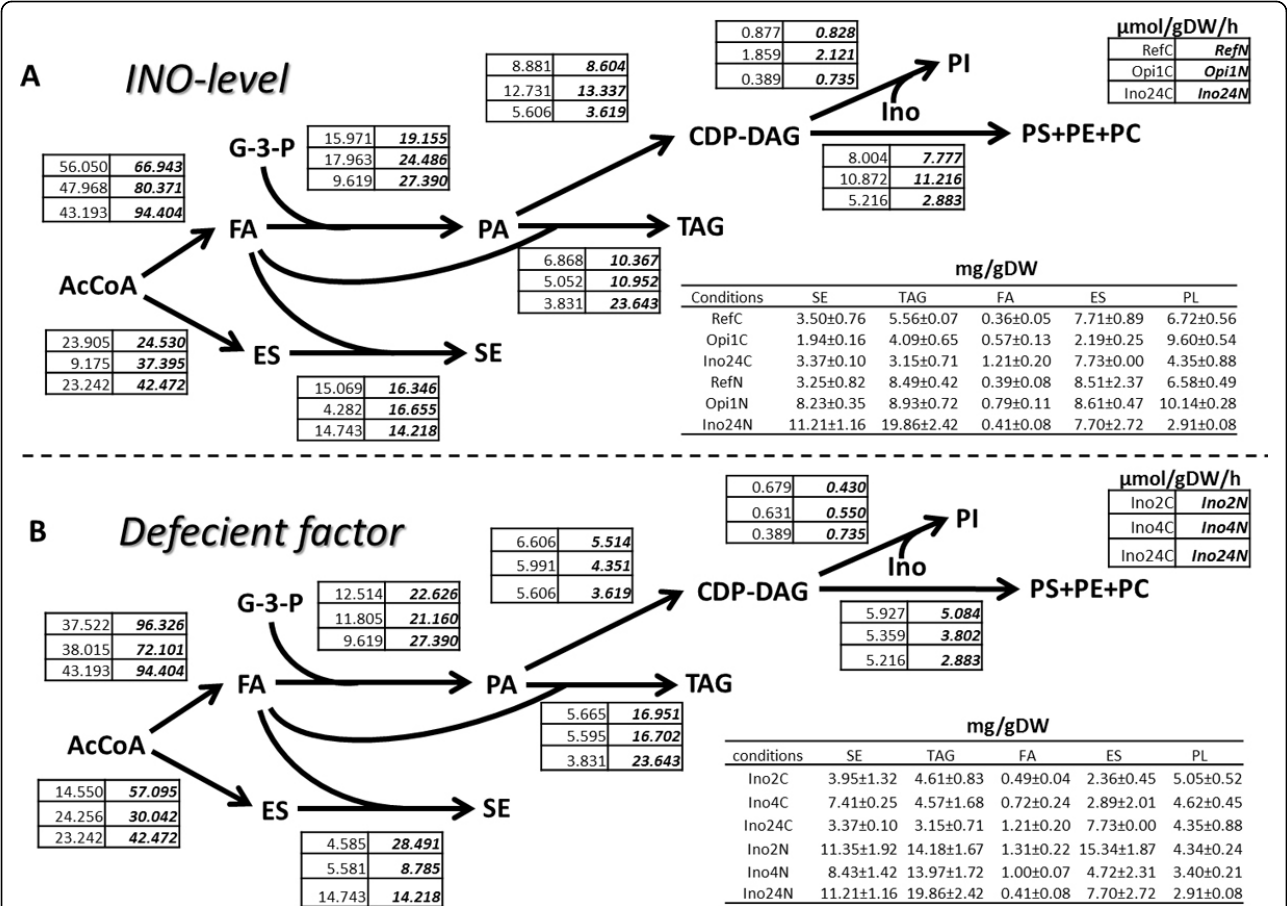 A INO-level
µmol/gDW/h
RefC RefN
Opi1C Opi1N
Ino24C Ino24N
0.877 0.828
1.859 2.121
0.389 0.735
PI
Ino
8.881 8.604
12.731 13.337
5.606 3.619
CDP-DAG
PS+PE+PC
8.004 7.777
10.872 11.216
5.216 2.883
G-3-P
15.971 19.155
17.963 24.486
9.619 27.390
56.050 66.943
47.968 80.371
43.193 94.404
FA
PA
TAG
6.868 10.367
5.052 10.952
3.831 23.643
AcCoA
23.905 24.530
9.175 37.395
23.242 42.472
ES
SE
15.069 16.346
4.282 16.655
14.743 14.218
mg/gDW
Conditions SE TAG FA ES PL
RefC 3.50±0.76 5.56±0.07 0.36±0.05 7.71±0.89 6.72±0.56
Opi1C 1.94±0.16 4.09±0.65 0.57±0.13 2.19±0.25 9.60±0.54
Ino24C 3.37±0.10 3.15±0.71 1.21±0.20 7.73±0.00 4.35±0.88
RefN 3.25±0.82 8.49±0.42 0.39±0.08 8.51±2.37 6.58±0.49
Opi1N 8.23±0.35 8.93±0.72 0.79±0.11 8.61±0.47 10.14±0.28
Ino24N 11.21±1.16 19.86±2.42 0.41±0.08 7.70±2.72 2.91±0.08
B Defecient factor
µmol/gDW/h
Ino2C Ino2N
Ino4C Ino4N
Ino24C Ino24N
0.679 0.430
0.631 0.550
0.389 0.735
PI
Ino
6.606 5.514
5.991 4.351
5.606 3.619
CDP-DAG
PS+PE+PC
5.927 5.084
5.359 3.802
5.216 2.883
G-3-P
12.514 22.626
11.805 21.160
9.619 27.390
37.522 96.326
38.015 72.101
43.193 94.404
FA
PA
TAG
5.665 16.951
5.595 16.702
3.831 23.643
AcCoA
14.550 57.095
24.256 30.042
23.242 42.472
ES
SE
4.585 28.491
5.581 8.785
14.743 14.218
mg/gDW
conditions SE TAG FA ES PL
Ino2C 3.95±1.32 4.61±0.83 0.49±0.04 2.36±0.45 5.05±0.52
Ino4C 7.41±0.25 4.57±1.68 0.72±0.24 2.89±2.01 4.62±0.45
Ino24C 3.37±0.10 3.15±0.71 1.21±0.20 7.73±0.00 4.35±0.88
Ino2N 11.35±1.92 14.18±1.67 1.31±0.22 15.34±1.87 4.34±0.24
Ino4N 8.43±1.42 13.97±1.72 1.00±0.07 4.72±2.31 3.40±0.21
Ino24N 11.21±1.16 19.86±2.42 0.41±0.08 7.70±2.72 2.91±0.08